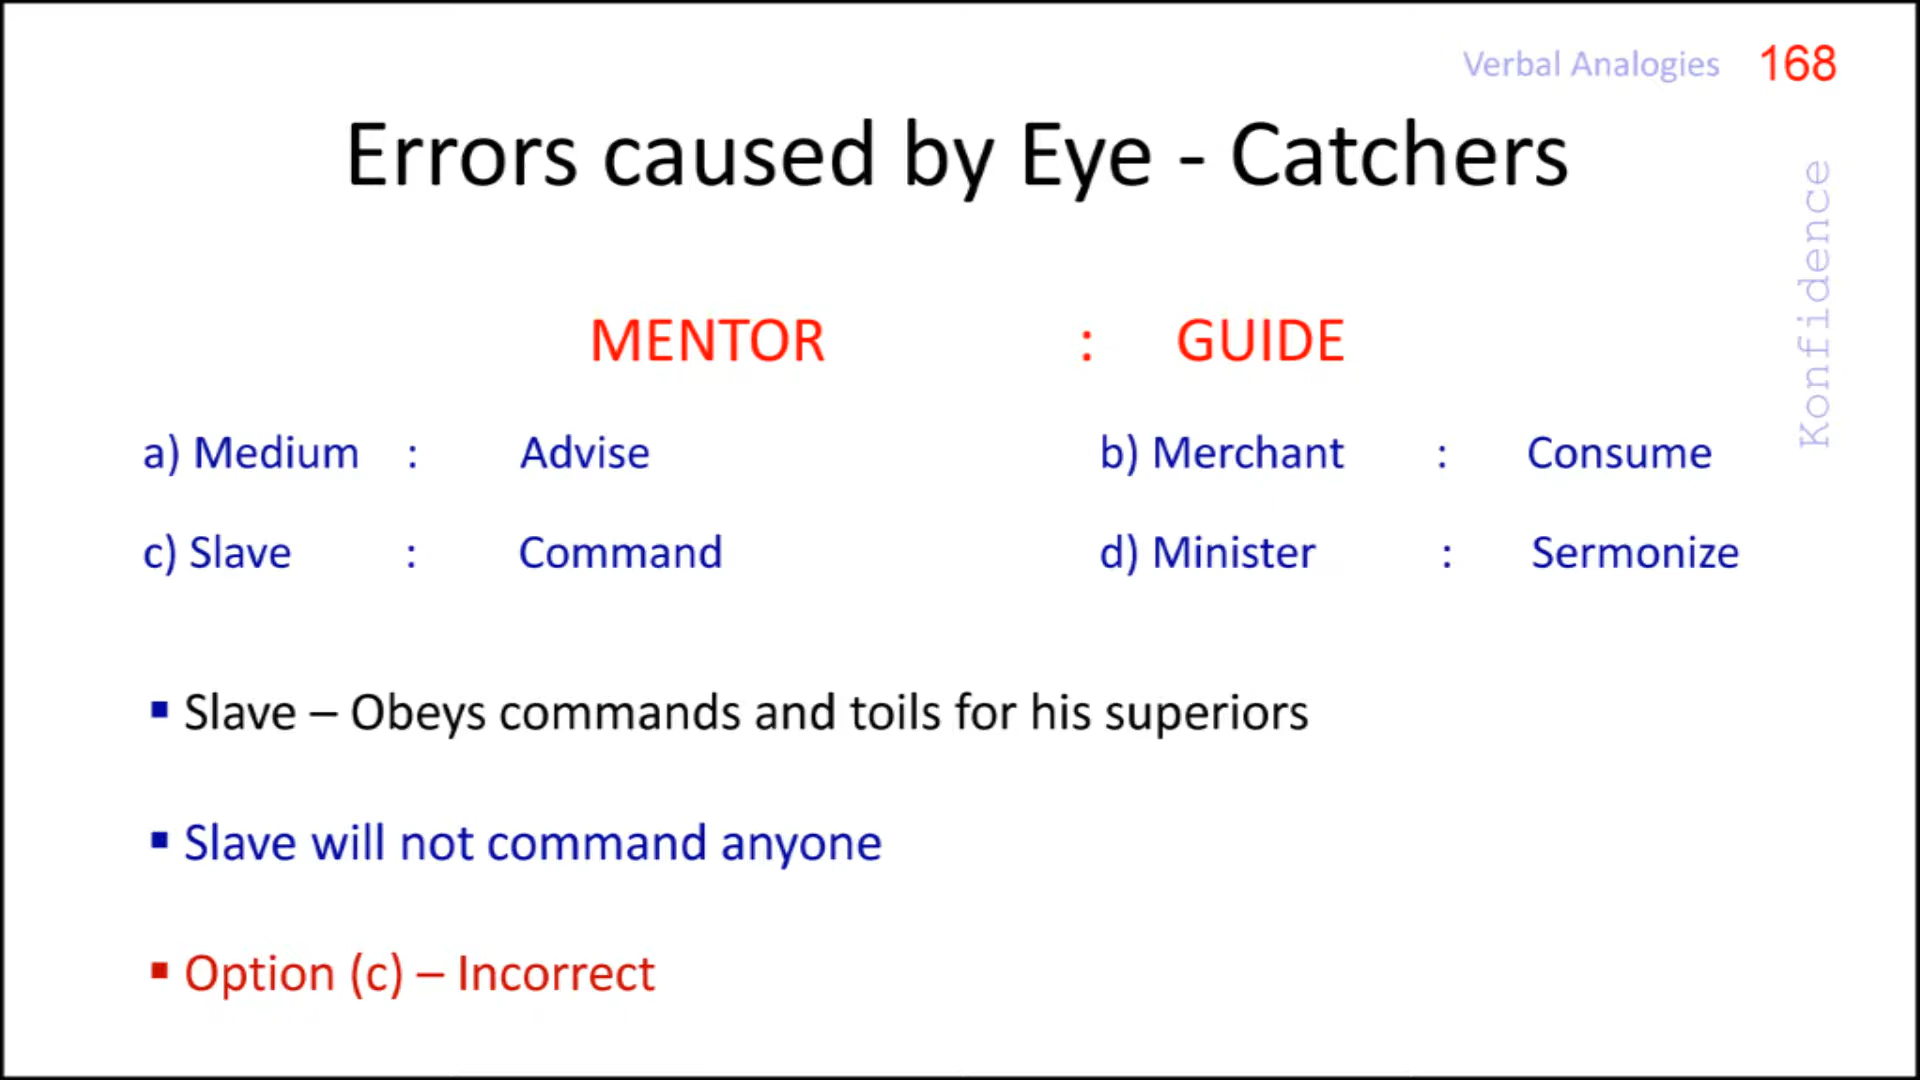 Verbal Analogies 168
Errors caused by Eye - Catchers
Konfidence
MENTOR : GUIDE
a) Medium : Advise b) Merchant : Consume
c) Slave : Command d) Minister : Sermonize
▪ Slave – Obeys commands and toils for his superiors
▪ Slave will not command anyone
▪ Option (c) – Incorrect